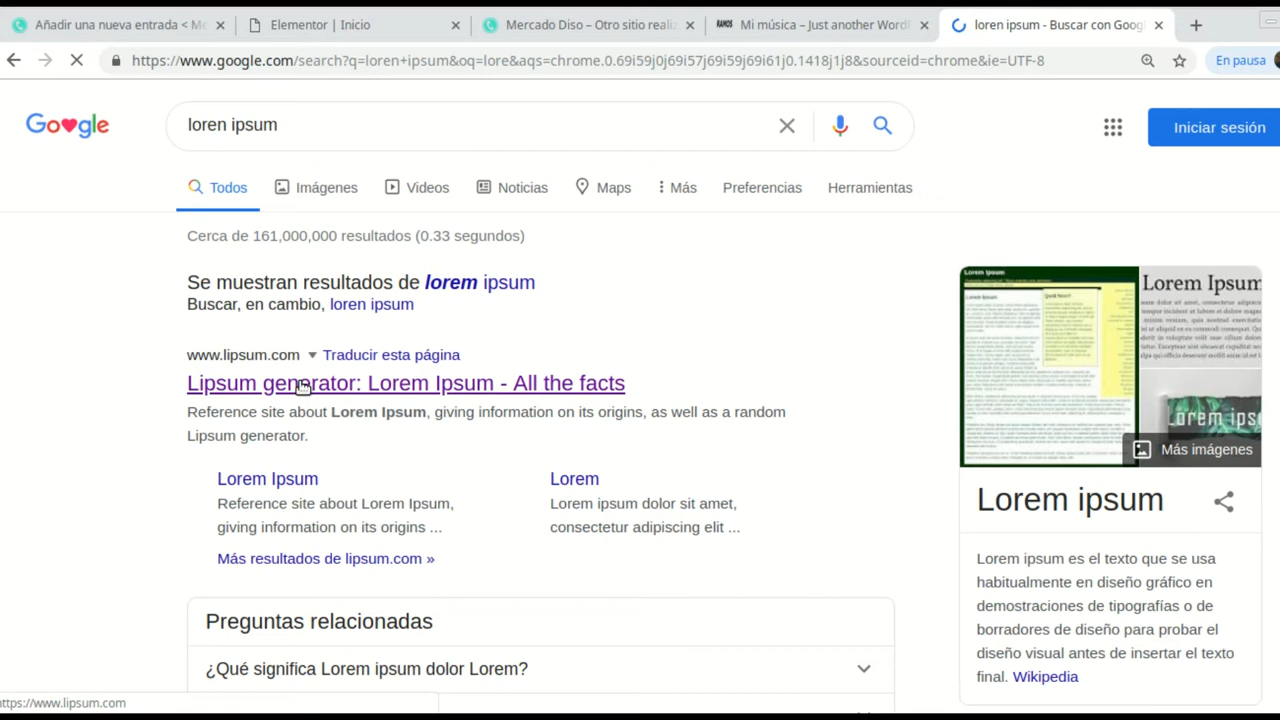 Añadir una nueva entrada < Me
Elementor | Inicio
Mercado Diso – Otro sitio realiz
RAMOS
Mi música – Just another WordP
loren ipsum - Buscar con Goog
https://www.google.com/search?q=loren+ipsum&oq=lore&aqs=chrome.0.69i59j0j69i57j69i59j69i61j0.1418j1j8&sourceid=chrome&ie=UTF-8
En pausa
Go gle
loren ipsum
Iniciar sesión
Todos
Imágenes
Videos
Noticias
Maps
Más
Preferencias
Herramientas
Cerca de 161,000,000 resultados (0.33 segundos)
Se muestran resultados de lorem ipsum
Buscar, en cambio, loren ipsum
www.lipsum.com Traducir esta página
Lipsum generator: Lorem Ipsum - All the facts
Reference site about Lorem Ipsum, giving information on its origins, as well as a random
Lipsum generator.
Lorem Ipsum
Reference site about Lorem Ipsum,
giving information on its origins ...
Lorem
Lorem ipsum dolor sit amet,
consectetur adipiscing elit ...
Más resultados de lipsum.com »
Preguntas relacionadas
¿Qué significa Lorem ipsum dolor Lorem?
https://www.lipsum.com
Lorem Ipsum
Lorem Ipsum
Más imágenes
Lorem ipsum
Lorem ipsum es el texto que se usa
habitualmente en diseño gráfico en
demostraciones de tipografías o de
borradores de diseño para probar el
diseño visual antes de insertar el texto
final. Wikipedia